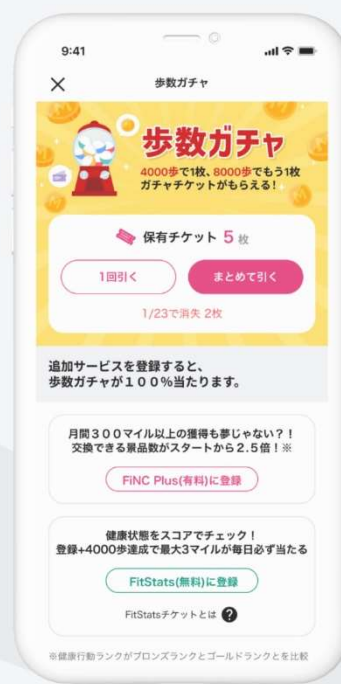 9:41
歩数ガチャ
歩数ガチャ
4000歩で1枚、8000歩でもう1枚
ガチャチケットがもらえる!
保有チケット 5 枚
1回引く
まとめて引く
1/23で消失 2枚
追加サービスを登録すると、
歩数ガチャが100%当たります。
月間300マイル以上の獲得も夢じゃない?!
交換できる景品数がスタートから2.5倍!※
FiNC Plus(有料)に登録
健康状態をスコアでチェック!
登録+4000歩達成で最大3マイルが毎日必ず当たる
FitStats(無料)に登録
FitStatsチケットとは ?
※健康行動ランクがブロンズランクとゴールドランクとを比較